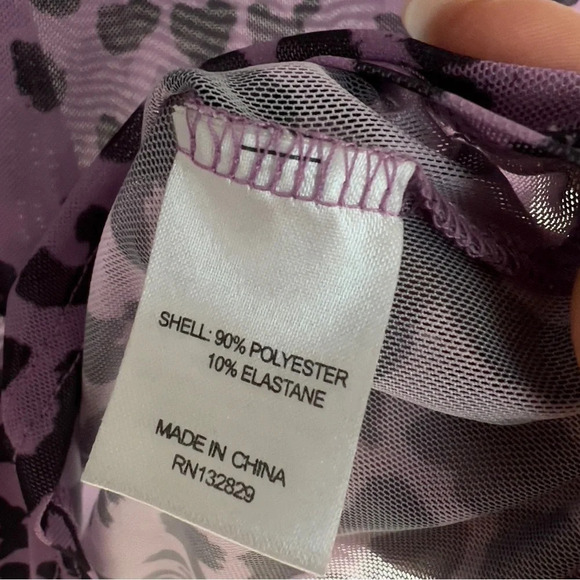 SHELL: 90% POLYESTER
10% ELASTANE
MADE IN CHINA
RN132829